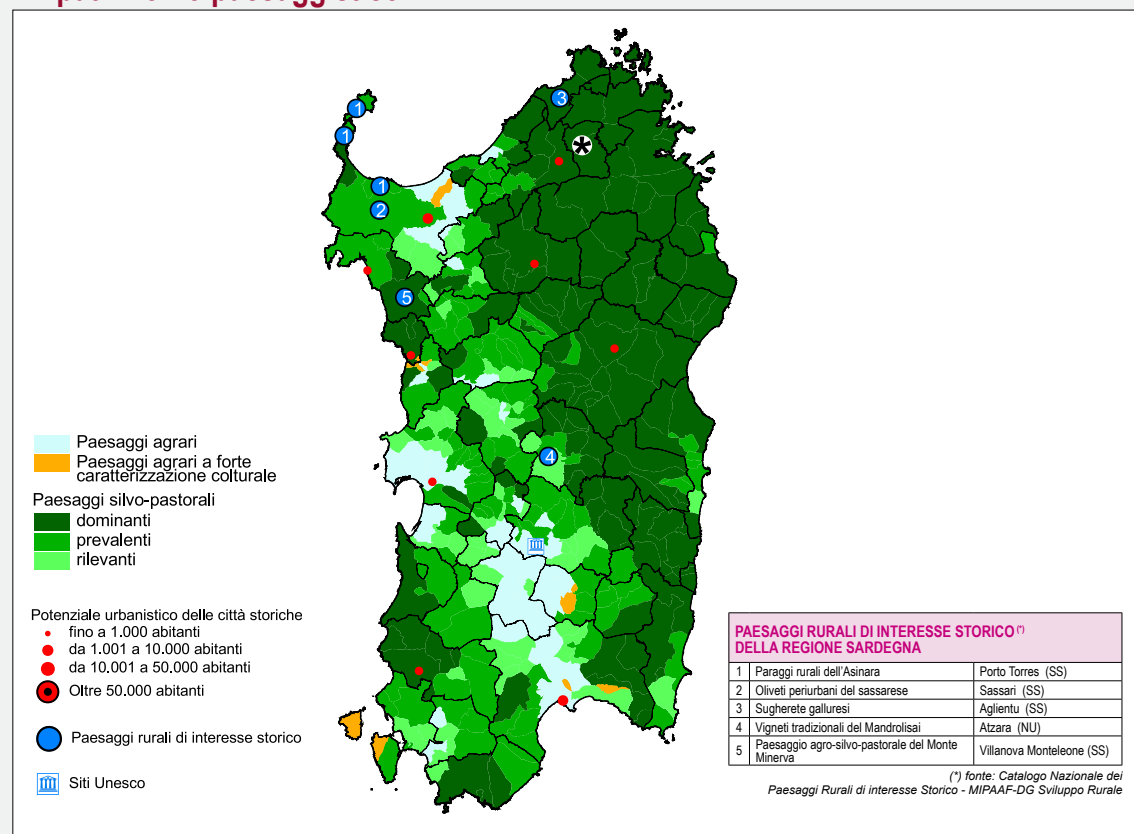 3
1
1
1
2
5
4
Paesaggi agrari
Paesaggi agrari a forte
caratterizzazione colturale
Paesaggi silvo-pastorali
dominanti
prevalenti
rilevanti
Potenziale urbanistico delle città storiche
fino a 1.000 abitanti
da 1.001 a 10.000 abitanti
da 10.001 a 50.000 abitanti
Oltre 50.000 abitanti
Paesaggi rurali di interesse storico
Siti Unesco
PAESAGGI RURALI DI INTERESSE STORICO (*)
DELLA REGIONE SARDEGNA
1 Paraggi rurali dell'Asinara Porto Torres (SS)
2 Oliveti periurbani del sassarese Sassari (SS)
3 Sugherete galluresi Aglientu (SS)
4 Vigneti tradizionali del Mandrolisai Atzara (NU)
5 Paesaggio agro-silvo-pastorale del Monte Minerva Villanova Monteleone (SS)
(*) fonte: Catalogo Nazionale dei
Paesaggi Rurali di interesse Storico - MIPAAF-DG Sviluppo Rurale